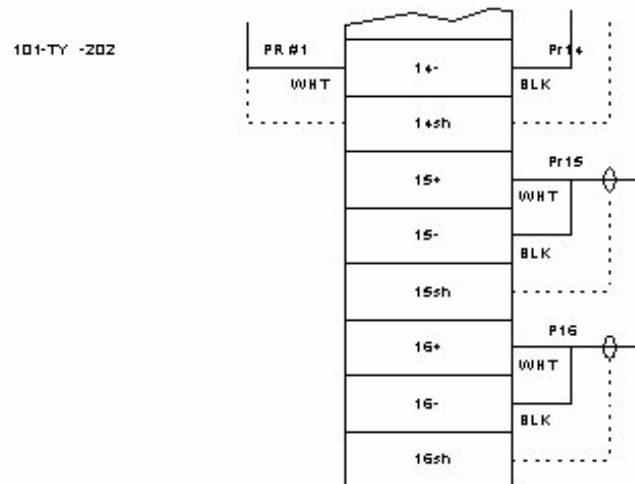 101-TY -202
PR #1
Pr14
14-
WHT
BLK
14sh
Pr15
15+
WHT
15-
BLK
15sh
P16
16+
WHT
16-
BLK
16sh